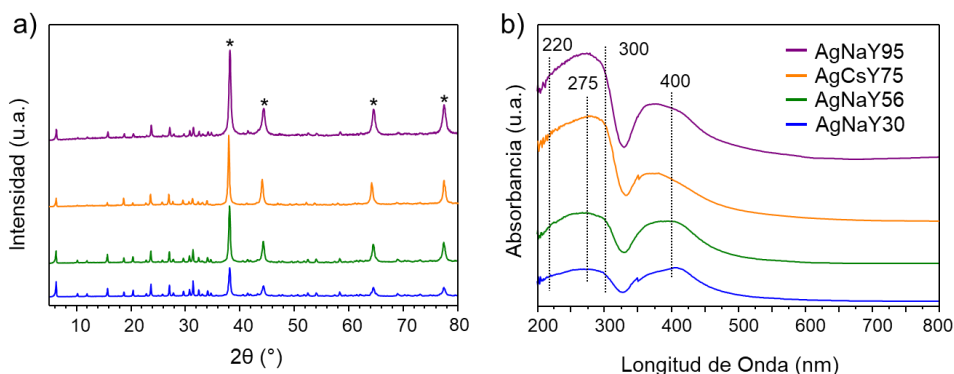 a)
Intensidad (u.a.)
* * * *
10 20 30 40 50 60 70 80
2θ (°)
b)
Absorbancia (u.a.)
220 300
275 400
AgNaY95
AgCsY75
AgNaY56
AgNaY30
200 300 400 500 600 700 800
Longitud de Onda (nm)